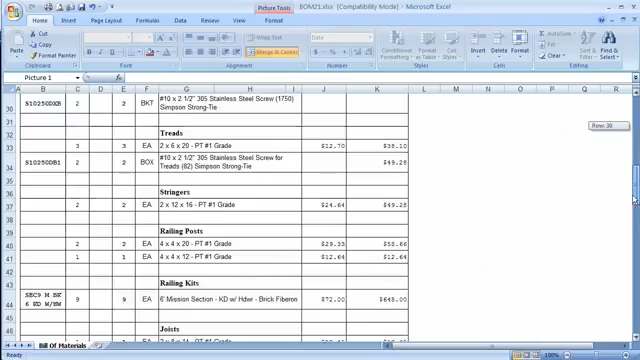 Picture Tools
BOM21.xlsx [Compatibility Mode] - Microsoft Excel
Home Insert Page Layout Formulas Data Review View Format
Cut
Copy
Paste
Format Painter
Wrap Text
Merge & Center
Conditional Formatting
Format as Table
Cell Styles
Insert Delete Format
AutoSum
Fill
Clear
Sort & Filter
Find & Select
Clipboard Font Alignment Number Styles Cells Editing
Picture 1 fx
A B C D E F G H I J K L M N O P Q R
30 S10250DXB 2 2 BKT #10 x 2 1/2" 305 Stainless Steel Screw (1750) Simpson Strong-Tie
Row: 30
31
32 Treads
33 3 3 EA 2 x 6 x 20 - PT #1 Grade $12.70 $38.10
34 S10250DB1 2 2 BOX #10 x 2 1/2" 305 Stainless Steel Screw for Treads (82) Simpson Strong-Tie $49.28
35
36 Stringers
37 2 2 EA 2 x 12 x 16 - PT #1 Grade $24.64 $49.28
38
39 Railing Posts
40 2 2 EA 4 x 4 x 20 - PT #1 Grade $29.33 $58.66
41 1 1 EA 4 x 4 x 12 - PT #1 Grade $12.64 $12.64
42
43 Railing Kits
44 SEC9 M BK 6 KD W/BW 9 9 EA 6' Mission Section - KD w/ Hdwr - Brick Fiberon $72.00 $648.00
45
46 Joists
Bill Of Materials
Ready
100%